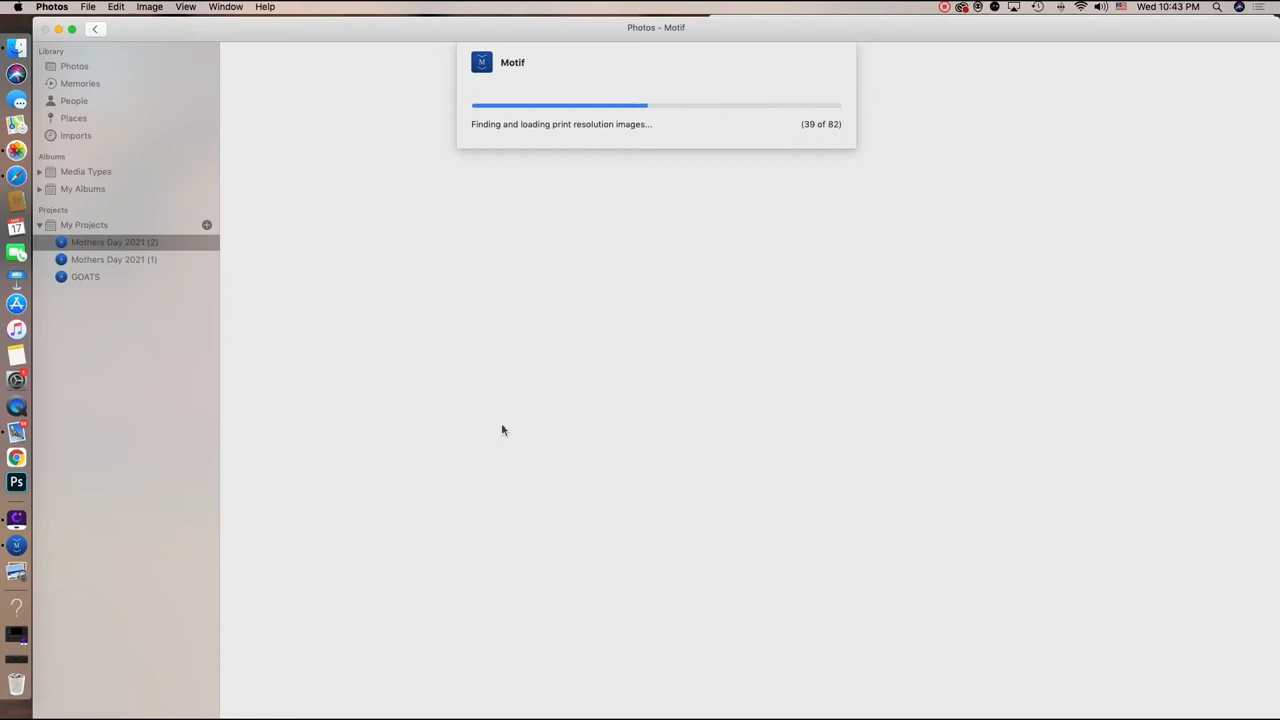 Photos File Edit Image View Window Help Wed 10:43 PM
Photos - Motif
Library
Photos
Memories
People
Places
Imports
Albums
Media Types
My Albums
Projects
My Projects
Mothers Day 2021 (2)
Mothers Day 2021 (1)
GOATS
M Motif
Finding and loading print resolution images... (39 of 82)
17
Ps
M
?